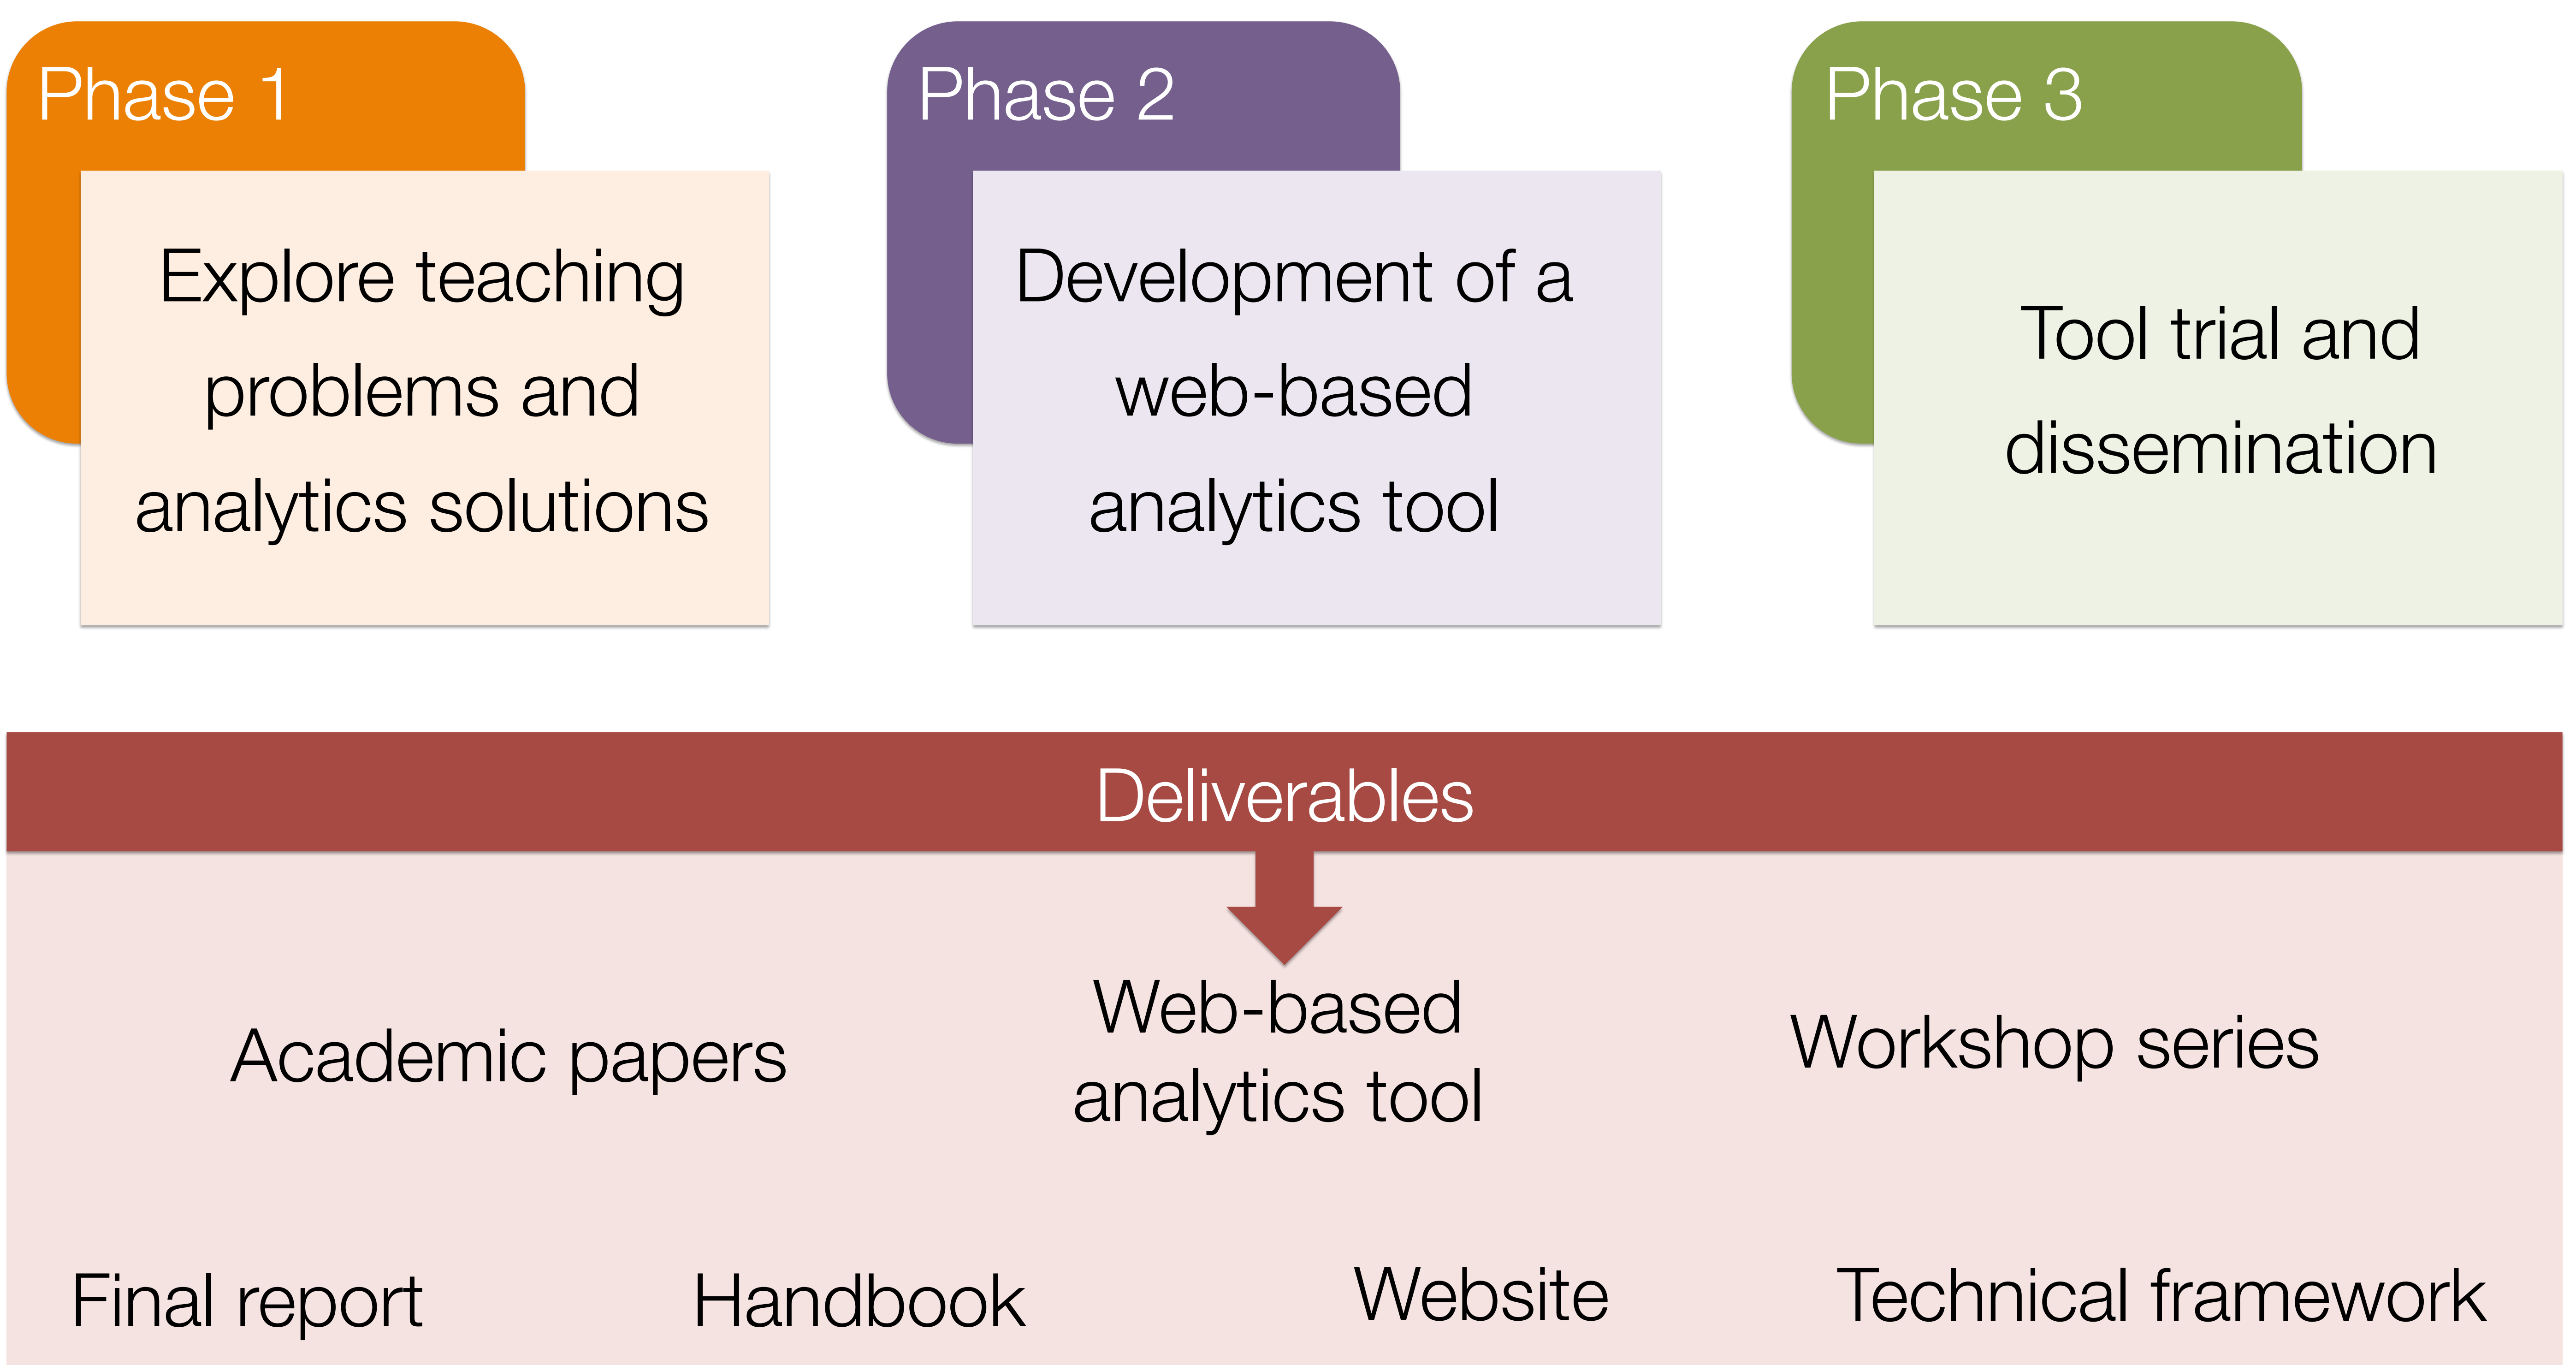 Phase 1
Explore teaching
problems and
analytics solutions
Phase 2
Development of a
web-based
analytics tool
Phase 3
Tool trial and
dissemination
Deliverables
Academic papers
Web-based
analytics tool
Workshop series
Final report
Handbook
Website
Technical framework